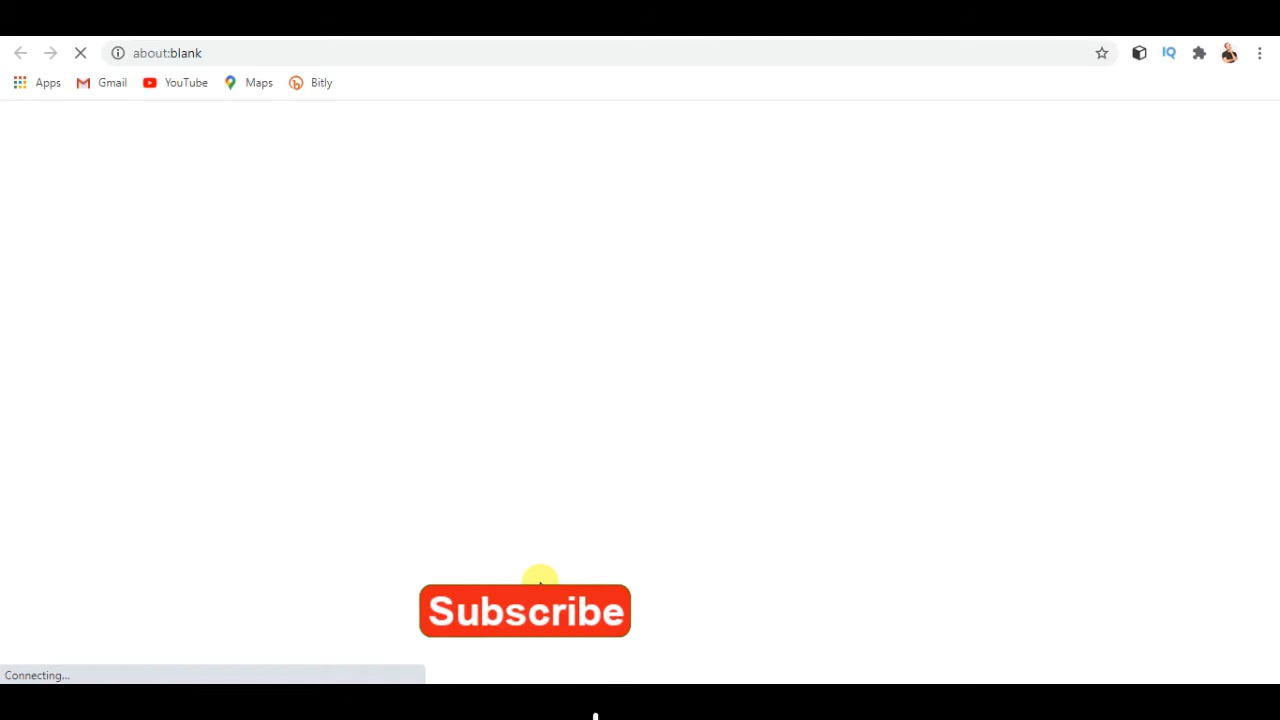 about:blank
IQ
Apps
Gmail
YouTube
Maps
Bitly
Subscribe
Connecting...